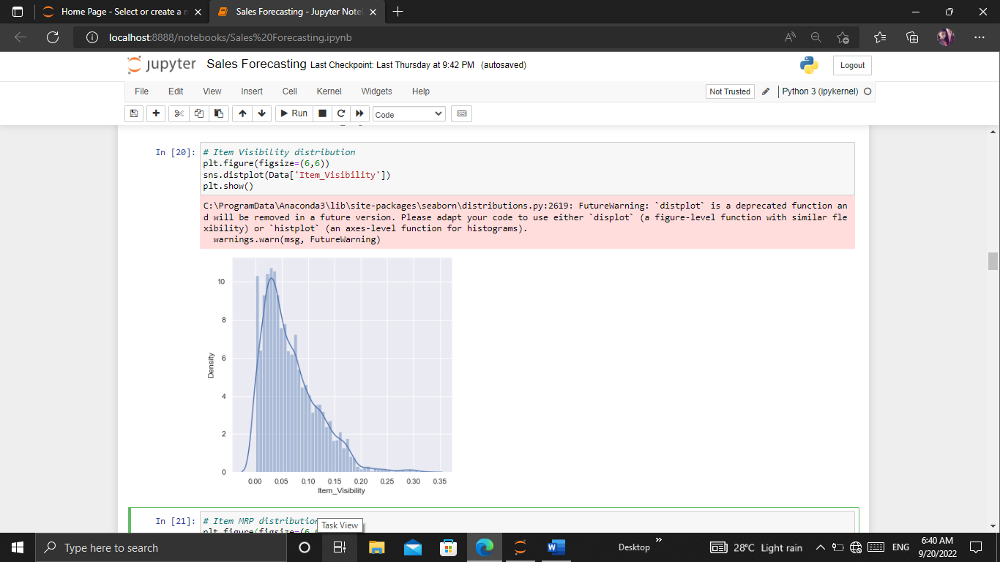 Home Page - Select or create a n
Sales Forecasting - Jupyter Note
localhost:8888/notebooks/Sales%20Forecasting.ipynb
jupyter Sales Forecasting Last Checkpoint: Last Thursday at 9:42 PM (autosaved)
Logout
File Edit View Insert Cell Kernel Widgets Help
Not Trusted
Python 3 (ipykernel)
Run
Code
In [20]: # Item Visibility distribution
plt.figure(figsize=(6,6))
sns.distplot(Data['Item_Visibility'])
plt.show()
C:\ProgramData\Anaconda3\lib\site-packages\seaborn\distributions.py:2619: FutureWarning: `distplot` is a deprecated function an
d will be removed in a future version. Please adapt your code to use either `displot` (a figure-level function with similar fle
xibility) or `histplot` (an axes-level function for histograms).
warnings.warn(msg, FutureWarning)
10
8
6
4
2
0
Density
0.00 0.05 0.10 0.15 0.20 0.25 0.30 0.35
Item_Visibility
In [21]: # Item MRP distribution
plt.figure(figsize=(6,6
Task View
Type here to search
Desktop
28°C Light rain
ENG
6:40 AM
9/20/2022